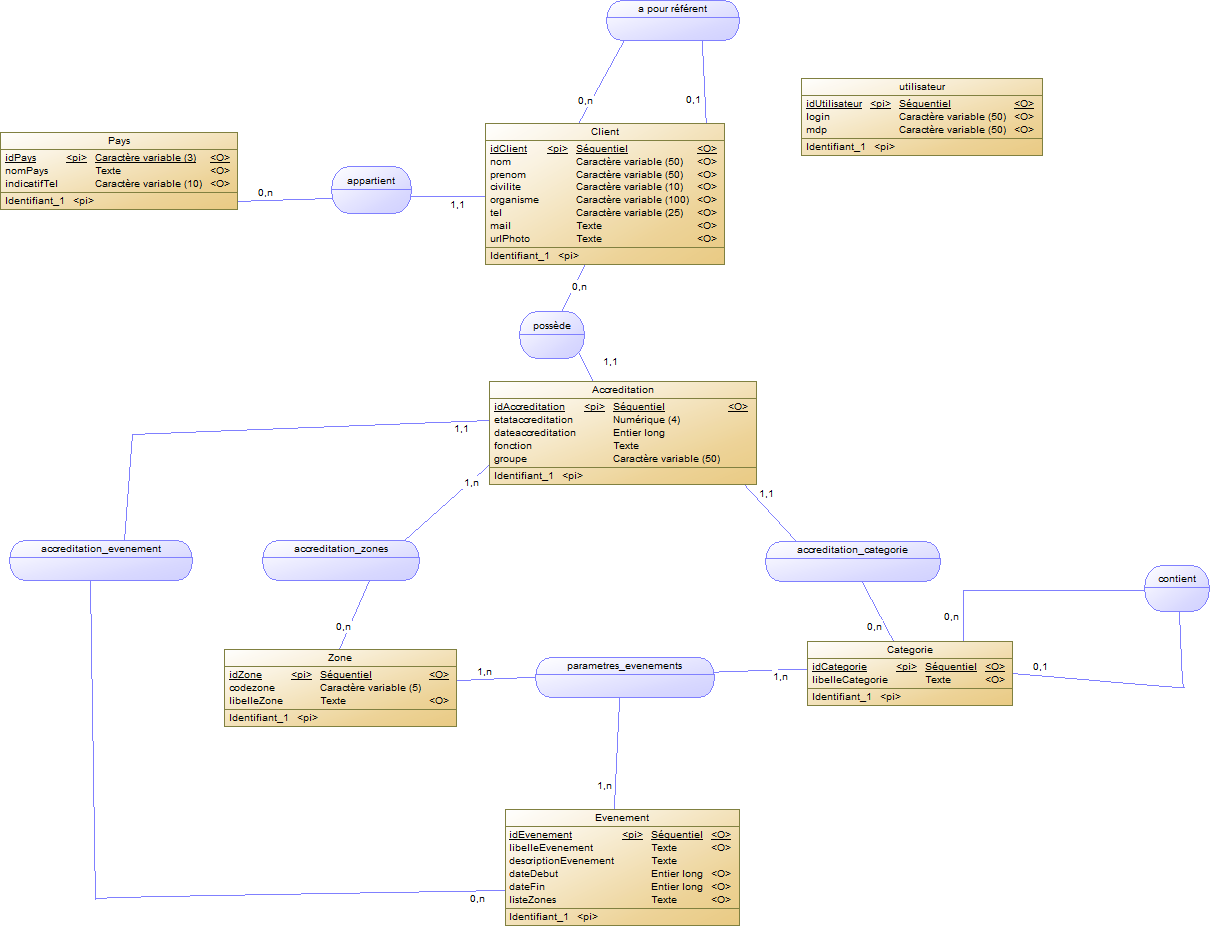 a pour référent
0,n
0,1
utilisateur
idUtilisateur <pi> Séquentiel <O>
login Caractère variable (50) <O>
mdp Caractère variable (50) <O>
Identifiant_1 <pi>
Client
idClient <pi> Séquentiel <O>
nom Caractère variable (50) <O>
prenom Caractère variable (50) <O>
civilite Caractère variable (10) <O>
organisme Caractère variable (100) <O>
tel Caractère variable (25) <O>
mail Texte <O>
urlPhoto Texte <O>
Identifiant_1 <pi>
Pays
idPays <pi> Caractère variable (3) <O>
nomPays Texte <O>
indicatifTel Caractère variable (10) <O>
Identifiant_1 <pi>
0,n
appartient
1,1
0,n
possède
1,1
Accreditation
idAccreditation <pi> Séquentiel <O>
etataccreditation Numérique (4)
dateaccreditation Entier long
fonction Texte
groupe Caractère variable (50)
Identifiant_1 <pi>
1,1
1,n
1,1
accreditation_evenement
accreditation_zones
accreditation_categorie
contient
0,n
0,n
0,n
0,1
Zone
idZone <pi> Séquentiel <O>
codezone Caractère variable (5)
libelleZone Texte <O>
Identifiant_1 <pi>
1,n
parametres_evenements
1,n
Categorie
idCategorie <pi> Séquentiel <O>
libelleCategorie Texte <O>
Identifiant_1 <pi>
1,n
Evenement
idEvenement <pi> Séquentiel <O>
libelleEvenement Texte <O>
descriptionEvenement Texte
dateDebut Entier long <O>
dateFin Entier long <O>
listeZones Texte <O>
Identifiant_1 <pi>
0,n